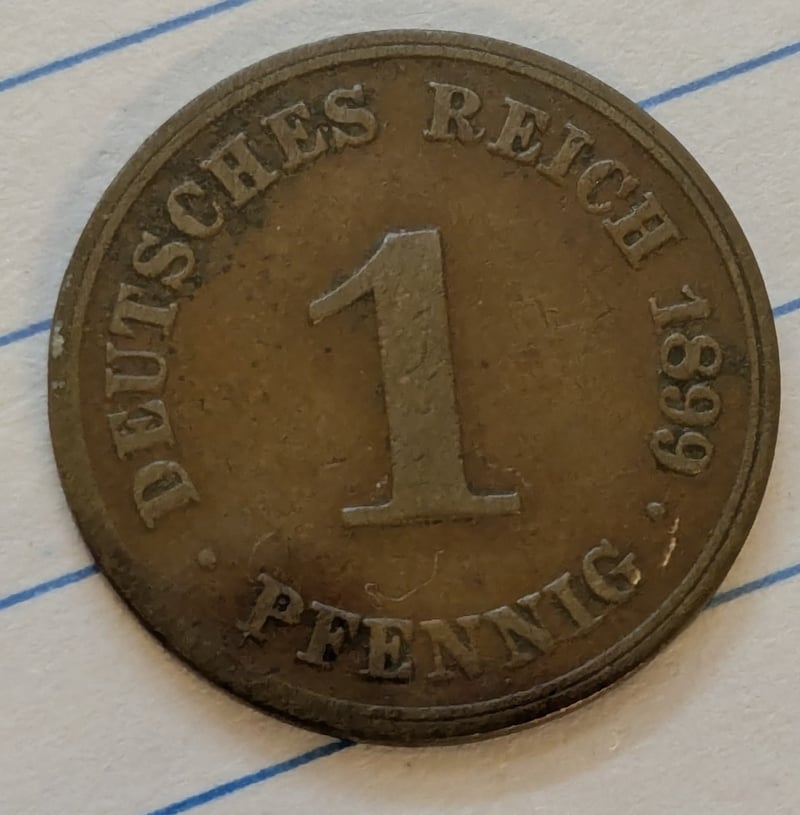 DEUTSCHES REICH 1899
1
· PFENNIG ·